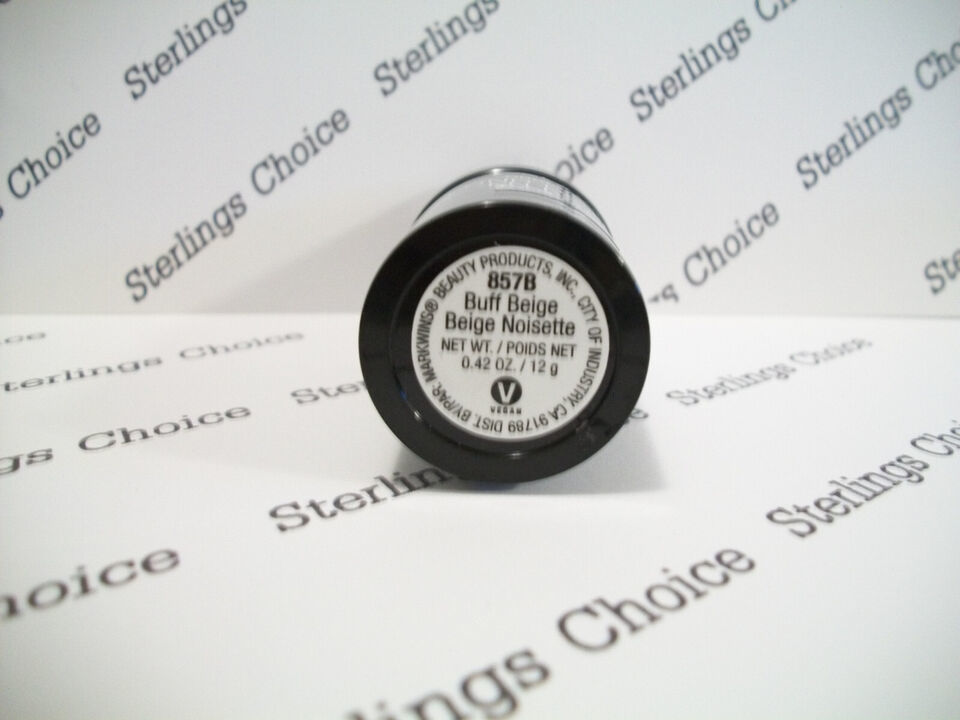 Sterlings
Sterlings
Sterlings
Choice
Sterlings Choice
Choice
Sterlings
Choice
857B
Buff Beige
Beige Noisette
NET WT. / POIDS NET
0.42 OZ. / 12 g
V
VEGAN
DIST. BY/PAR: MARKWINS® BEAUTY PRODUCTS, INC., CITY OF INDUSTRY, CA 91789
Choice
Sterlings
Choice
Choice
Sterlings
Sterlings Choice